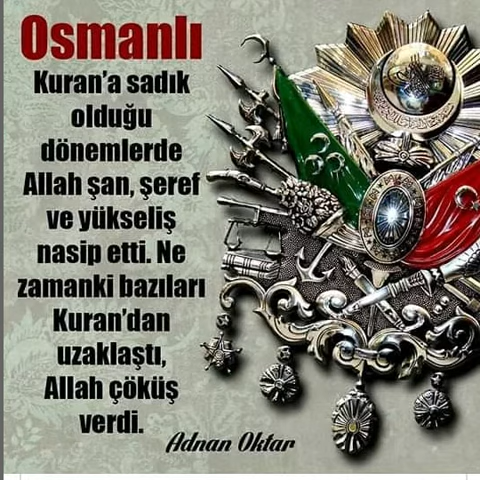 Osmanlı
Kuran'a sadık
olduğu
dönemlerde
Allah şan, şeref
ve yükseliş
nasip etti. Ne
zamanki bazıları
Kuran'dan
uzaklaştı,
Allah çöküş
verdi.
Adnan Oktar